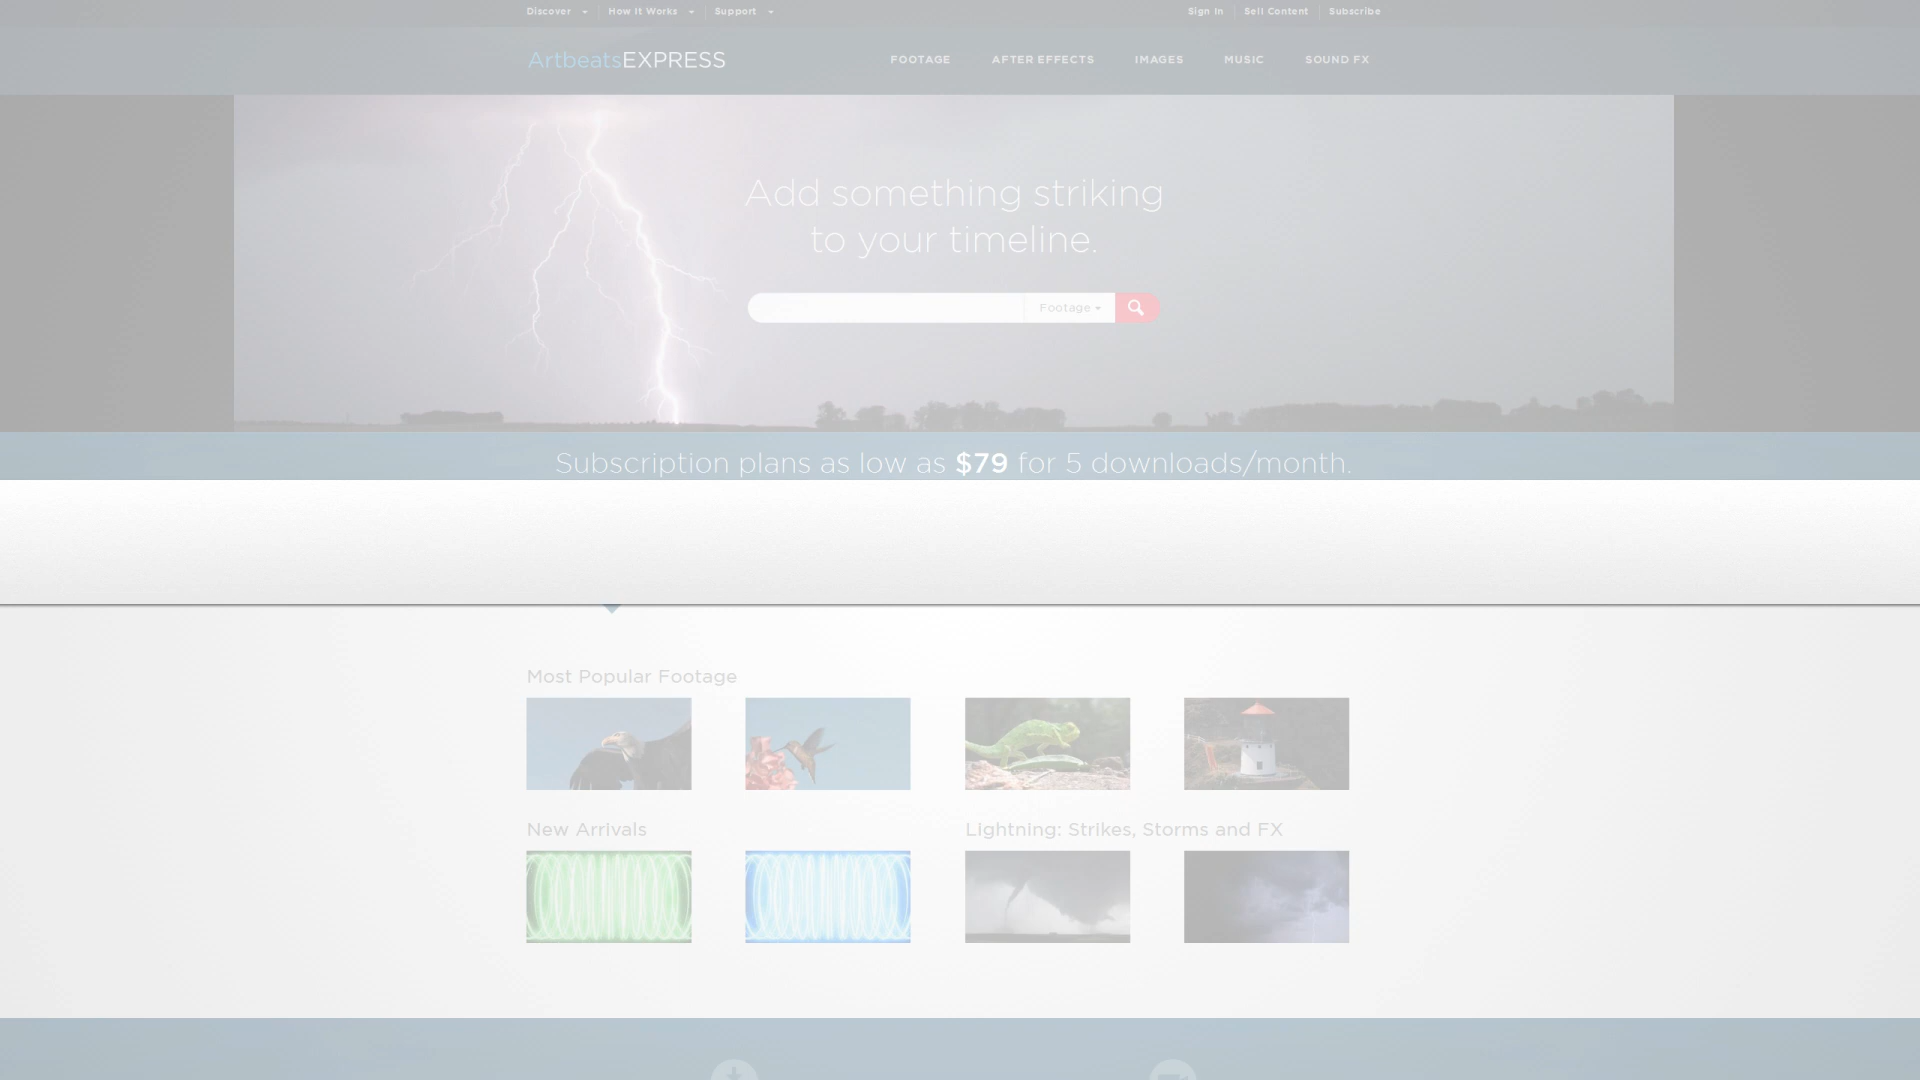 Discover
How It Works
Support
Sign In
Sell Content
Subscribe
ArtbeatsEXPRESS
FOOTAGE
AFTER EFFECTS
IMAGES
MUSIC
SOUND FX
Add something striking
to your timeline.
Footage
Subscription plans as low as $79 for 5 downloads/month.
Most Popular Footage
New Arrivals
Lightning: Strikes, Storms and FX